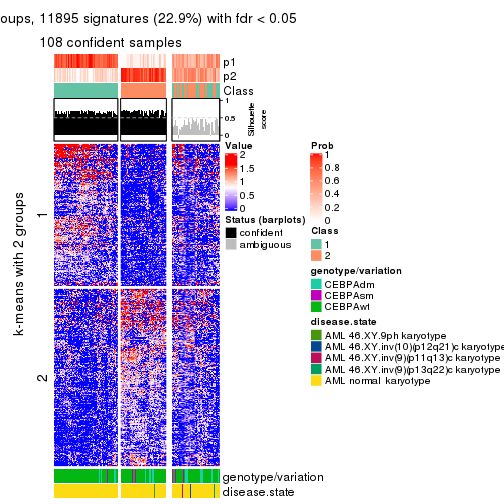 oups, 11895 signatures (22.9%) with fdr < 0.05
108 confident samples
p1
p2
Class
1
0.5
0
Silhouette
score
k-means with 2 groups
1
2
Value
2
1.5
1
0.5
0
Status (barplots)
confident
ambiguous
Prob
1
0.8
0.6
0.4
0.2
0
Class
1
2
genotype/variation
CEBPAdm
CEBPAsm
CEBPAwt
disease.state
AML 46.XY.9ph karyotype
AML 46.XY.inv(10)(p12q21)c karyotype
AML 46.XY.inv(9)(p11q13)c karyotype
AML 46.XY.inv(9)(p13q22)c karyotype
AML normal karyotype
genotype/variation
disease.state